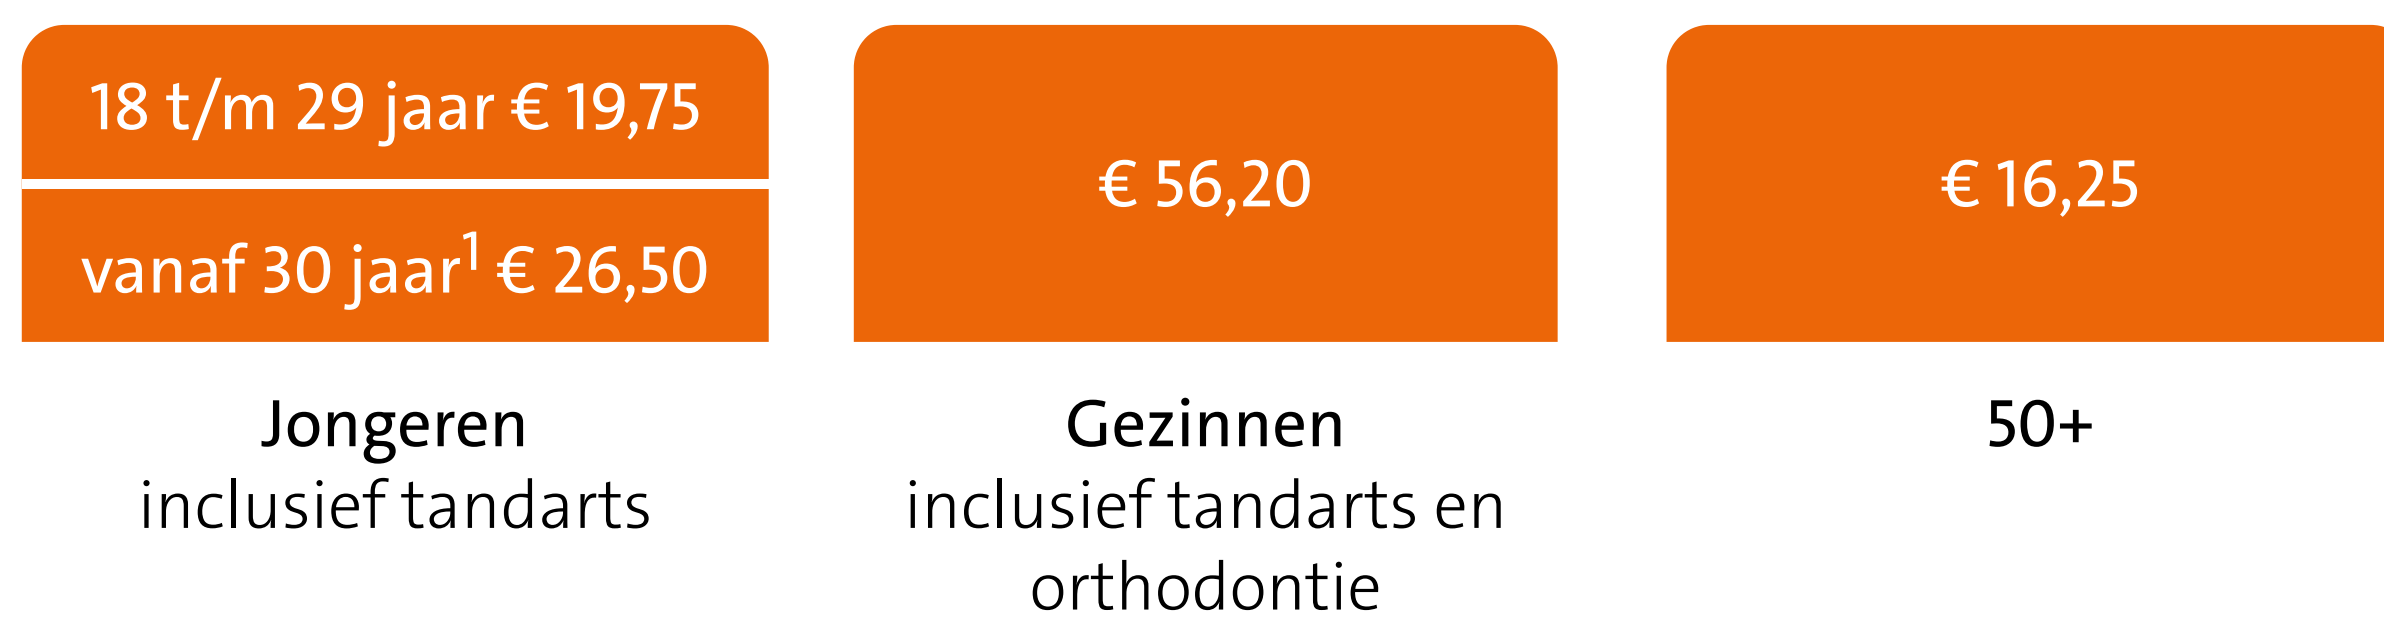 18 t/m 29 jaar € 19,75
vanaf 30 jaar¹ € 26,50
Jongeren
inclusief tandarts
€ 56,20
Gezinnen
inclusief tandarts en
orthodontie
€ 16,25
50+